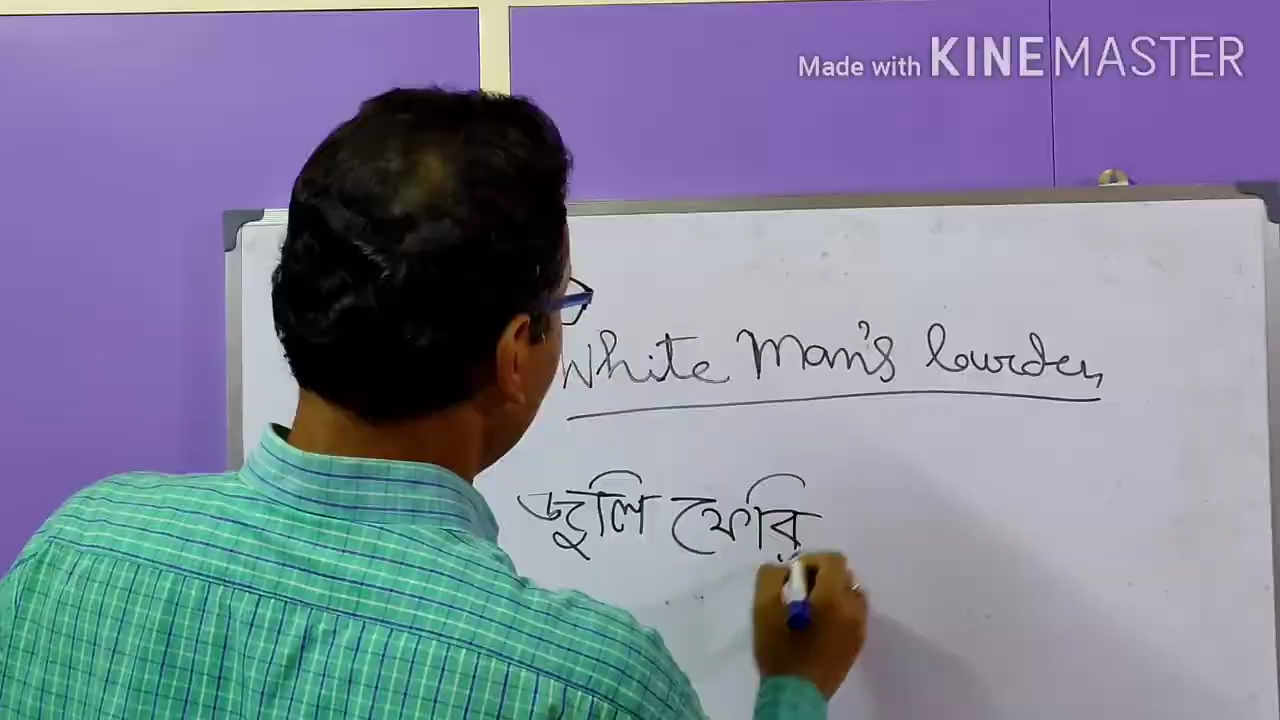 Made with KINEMASTER
White Man's burden
জুলি ফেরি